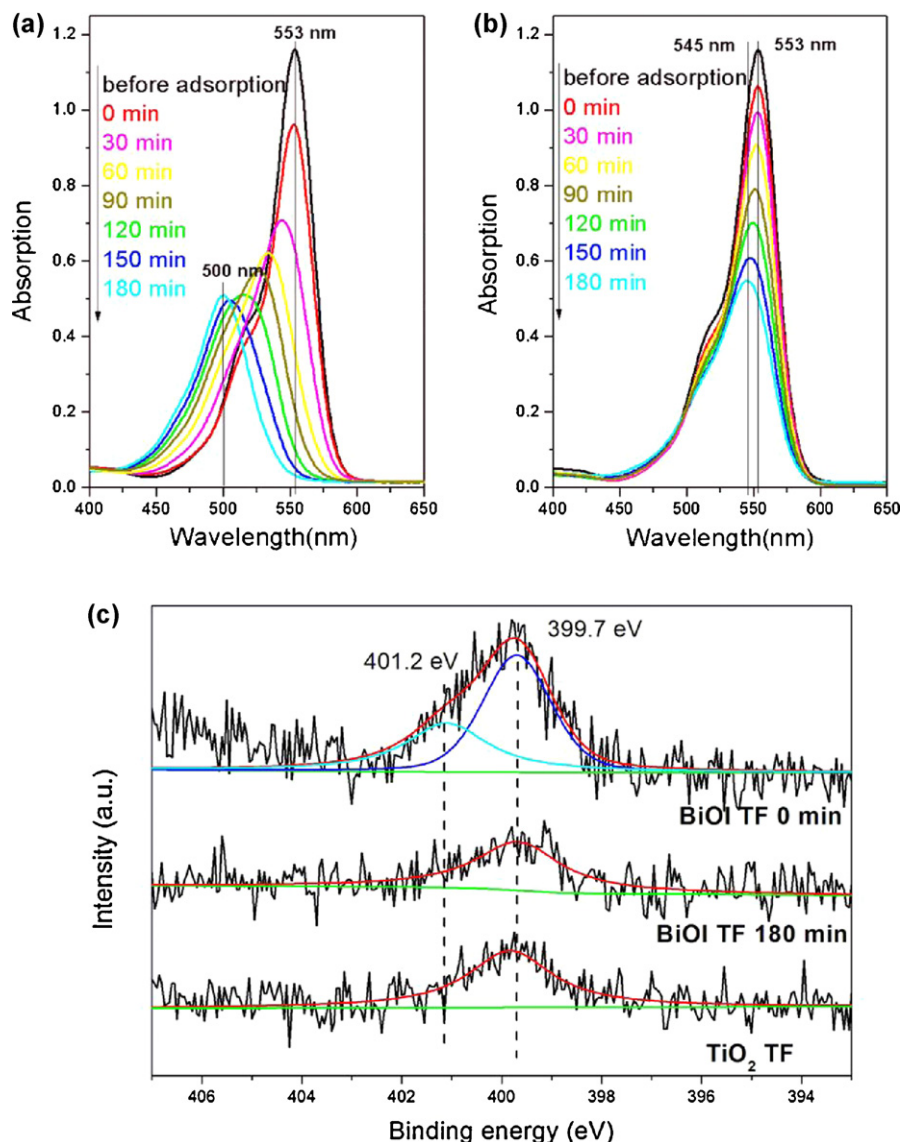 (a)
553 nm
before adsorption
0 min
30 min
60 min
90 min
120 min
150 min
180 min
500 nm
Absorption
1.2
1.0
0.8
0.6
0.4
0.2
0.0
400 450 500 550 600 650
Wavelength(nm)
(b)
545 nm 553 nm
before adsorption
0 min
30 min
60 min
90 min
120 min
150 min
180 min
Absorption
1.2
1.0
0.8
0.6
0.4
0.2
0.0
400 450 500 550 600 650
Wavelength(nm)
(c)
399.7 eV
401.2 eV
BiOI TF 0 min
BiOI TF 180 min
TiO₂ TF
Intensity (a.u.)
406 404 402 400 398 396 394
Binding energy (eV)